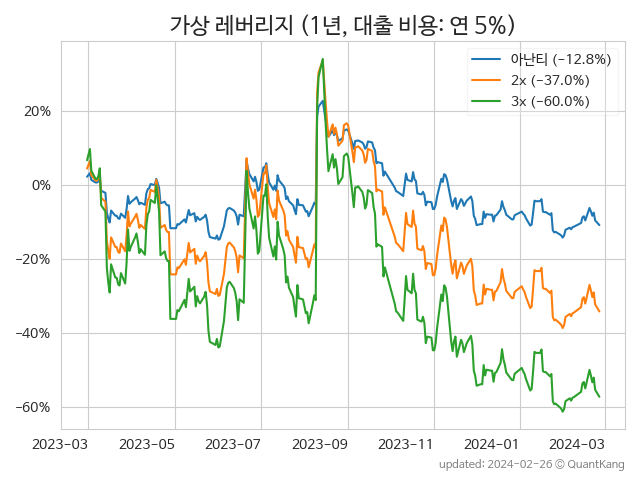 가상 레버리지 (1년, 대출 비용: 연 5%)
아난티 (−12.8%)
2x (−37.0%)
3x (−60.0%)
20%
0%
−20%
−40%
−60%
2023-03 2023-05 2023-07 2023-09 2023-11 2024-01 2024-03
updated: 2024-02-26 ⓒ QuantKang